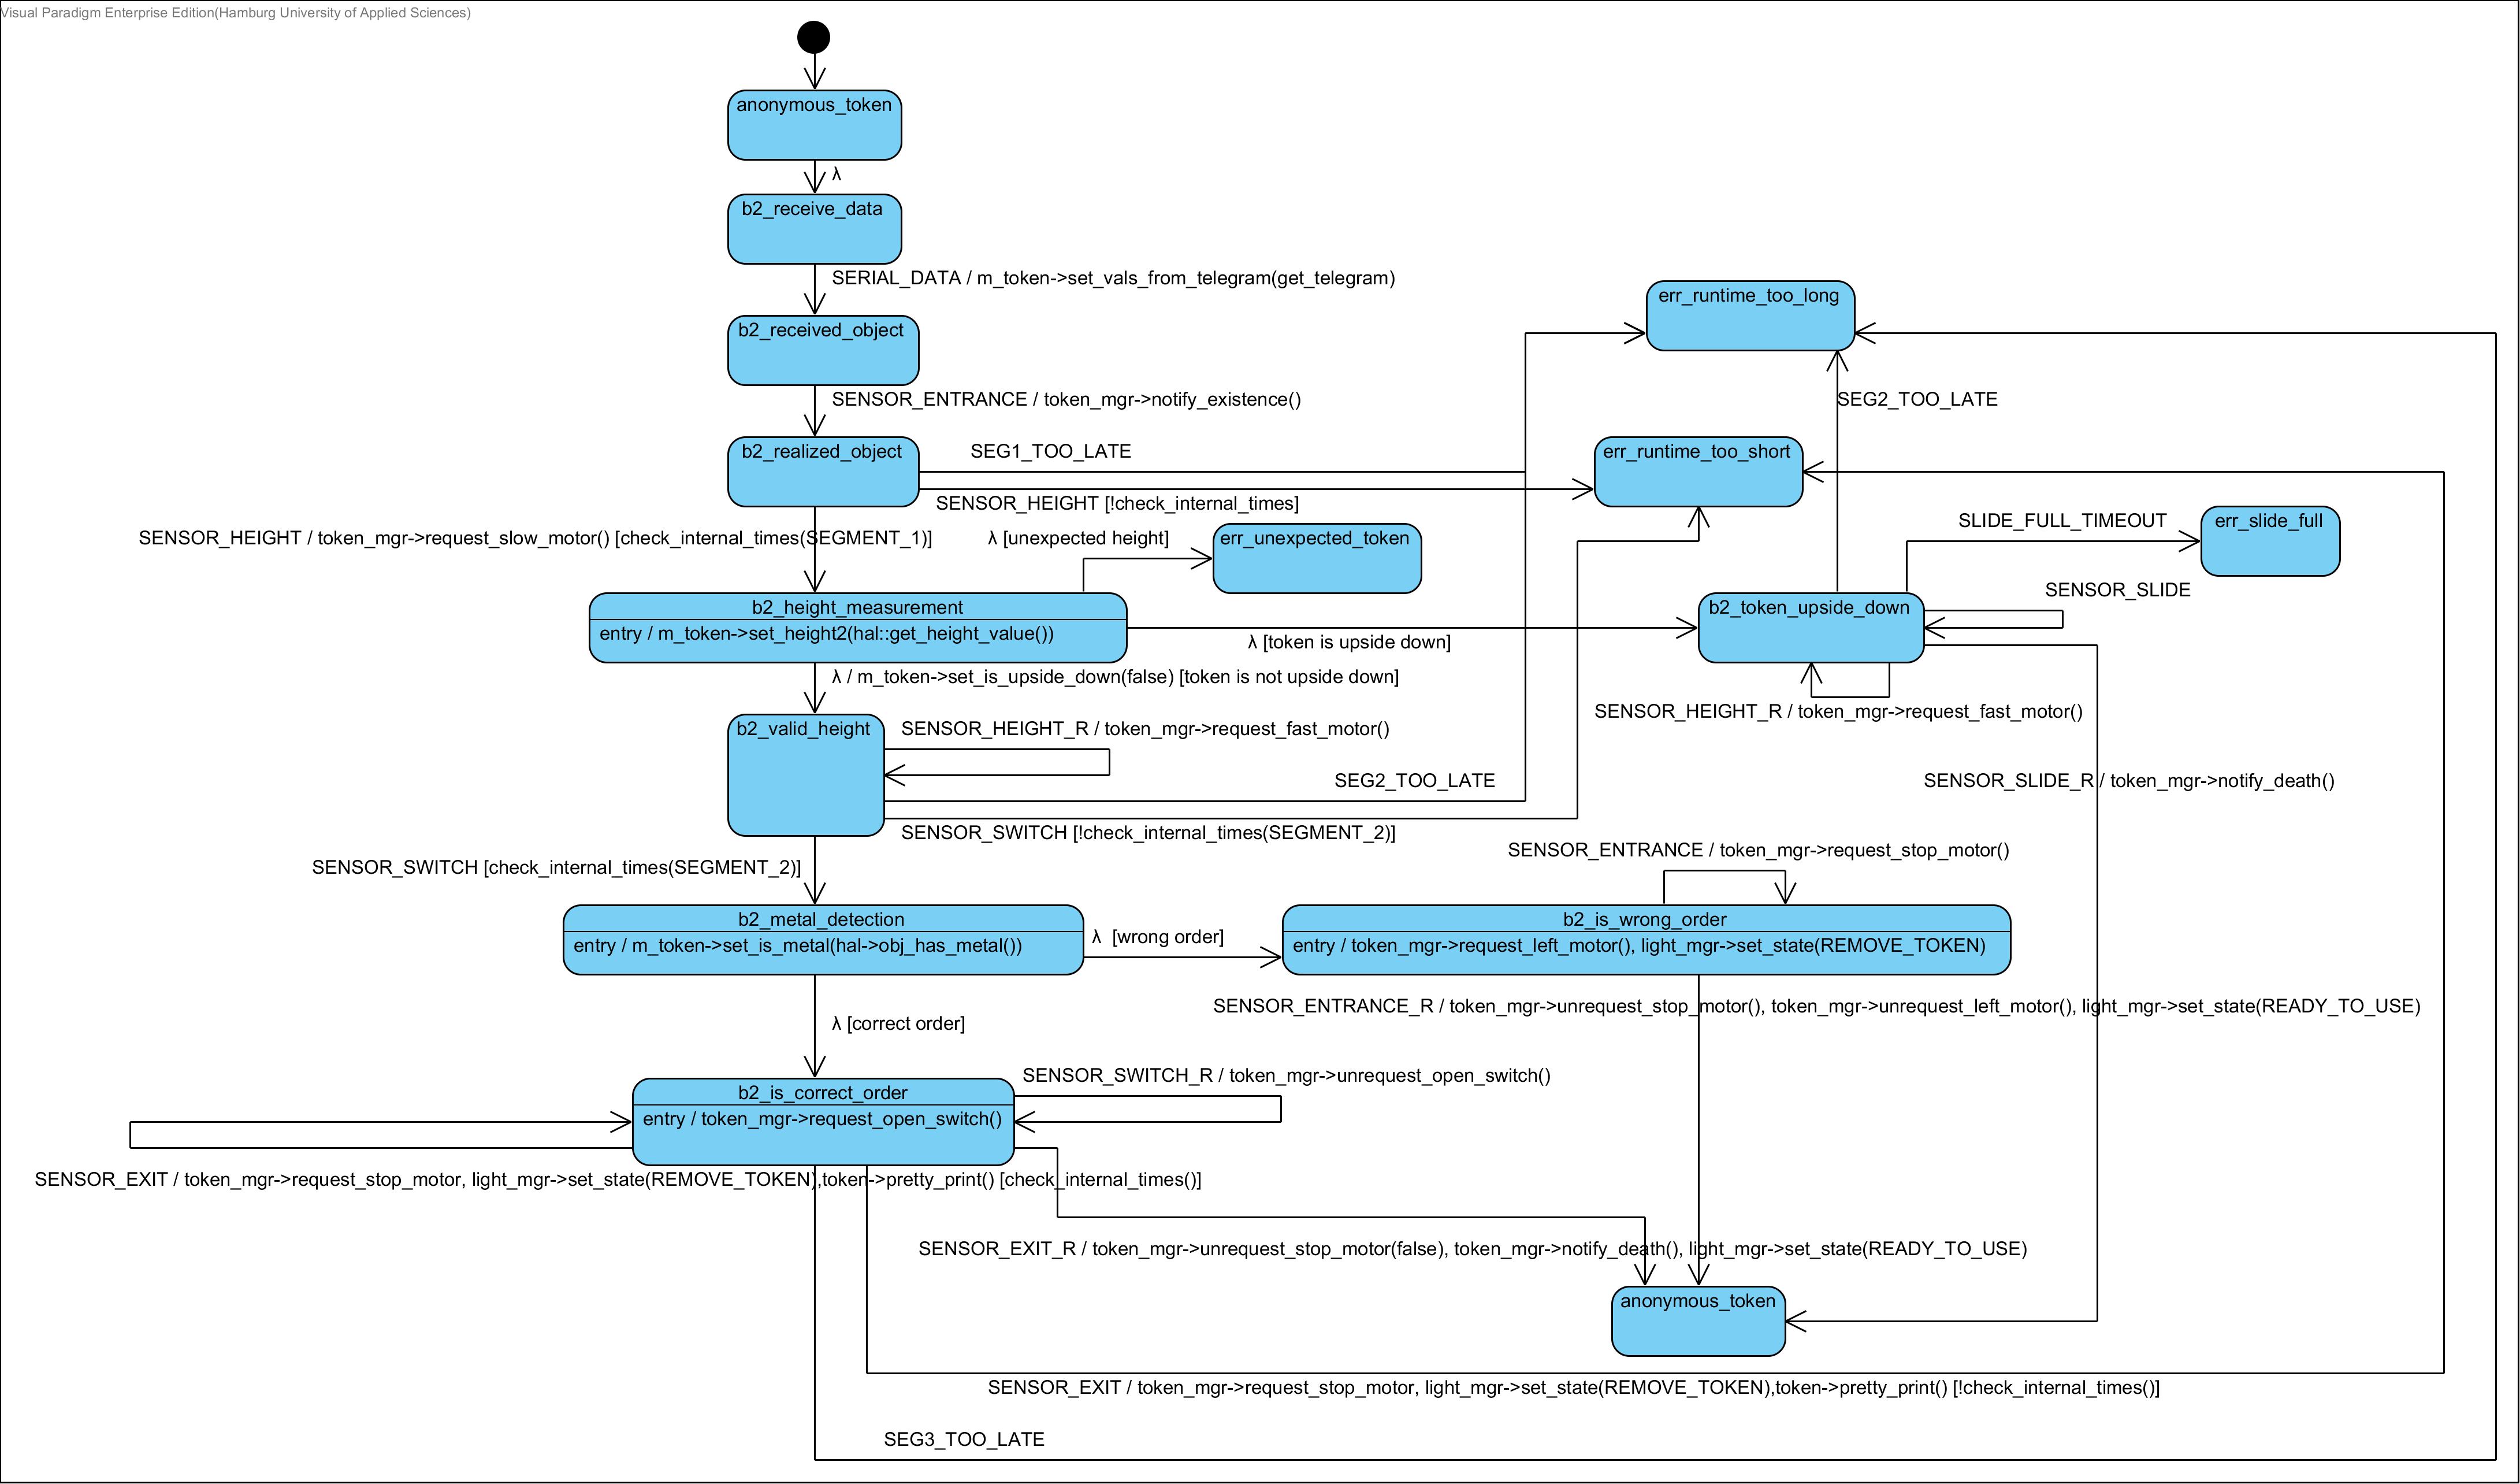 Visual Paradigm Enterprise Edition(Hamburg University of Applied Sciences)
anonymous_token
λ
b2_receive_data
SERIAL_DATA / m_token->set_vals_from_telegram(get_telegram)
err_runtime_too_long
b2_received_object
SENSOR_ENTRANCE / token_mgr->notify_existence()
SEG2_TOO_LATE
b2_realized_object
SEG1_TOO_LATE
err_runtime_too_short
SENSOR_HEIGHT [!check_internal_times]
SLIDE_FULL_TIMEOUT
err_slide_full
SENSOR_HEIGHT / token_mgr->request_slow_motor() [check_internal_times(SEGMENT_1)]
λ [unexpected height]
err_unexpected_token
SENSOR_SLIDE
b2_height_measurement
entry / m_token->set_height2(hal::get_height_value())
b2_token_upside_down
λ [token is upside down]
λ / m_token->set_is_upside_down(false) [token is not upside down]
SENSOR_HEIGHT_R / token_mgr->request_fast_motor()
b2_valid_height
SENSOR_HEIGHT_R / token_mgr->request_fast_motor()
SEG2_TOO_LATE
SENSOR_SLIDE_R / token_mgr->notify_death()
SENSOR_SWITCH [!check_internal_times(SEGMENT_2)]
SENSOR_SWITCH [check_internal_times(SEGMENT_2)]
SENSOR_ENTRANCE / token_mgr->request_stop_motor()
b2_metal_detection
entry / m_token->set_is_metal(hal->obj_has_metal())
λ  [wrong order]
b2_is_wrong_order
entry / token_mgr->request_left_motor(), light_mgr->set_state(REMOVE_TOKEN)
SENSOR_ENTRANCE_R / token_mgr->unrequest_stop_motor(), token_mgr->unrequest_left_motor(), light_mgr->set_state(READY_TO_USE)
λ [correct order]
SENSOR_SWITCH_R / token_mgr->unrequest_open_switch()
b2_is_correct_order
entry / token_mgr->request_open_switch()
SENSOR_EXIT / token_mgr->request_stop_motor, light_mgr->set_state(REMOVE_TOKEN),token->pretty_print() [check_internal_times()]
SENSOR_EXIT_R / token_mgr->unrequest_stop_motor(false), token_mgr->notify_death(), light_mgr->set_state(READY_TO_USE)
anonymous_token
SENSOR_EXIT / token_mgr->request_stop_motor, light_mgr->set_state(REMOVE_TOKEN),token->pretty_print() [!check_internal_times()]
SEG3_TOO_LATE